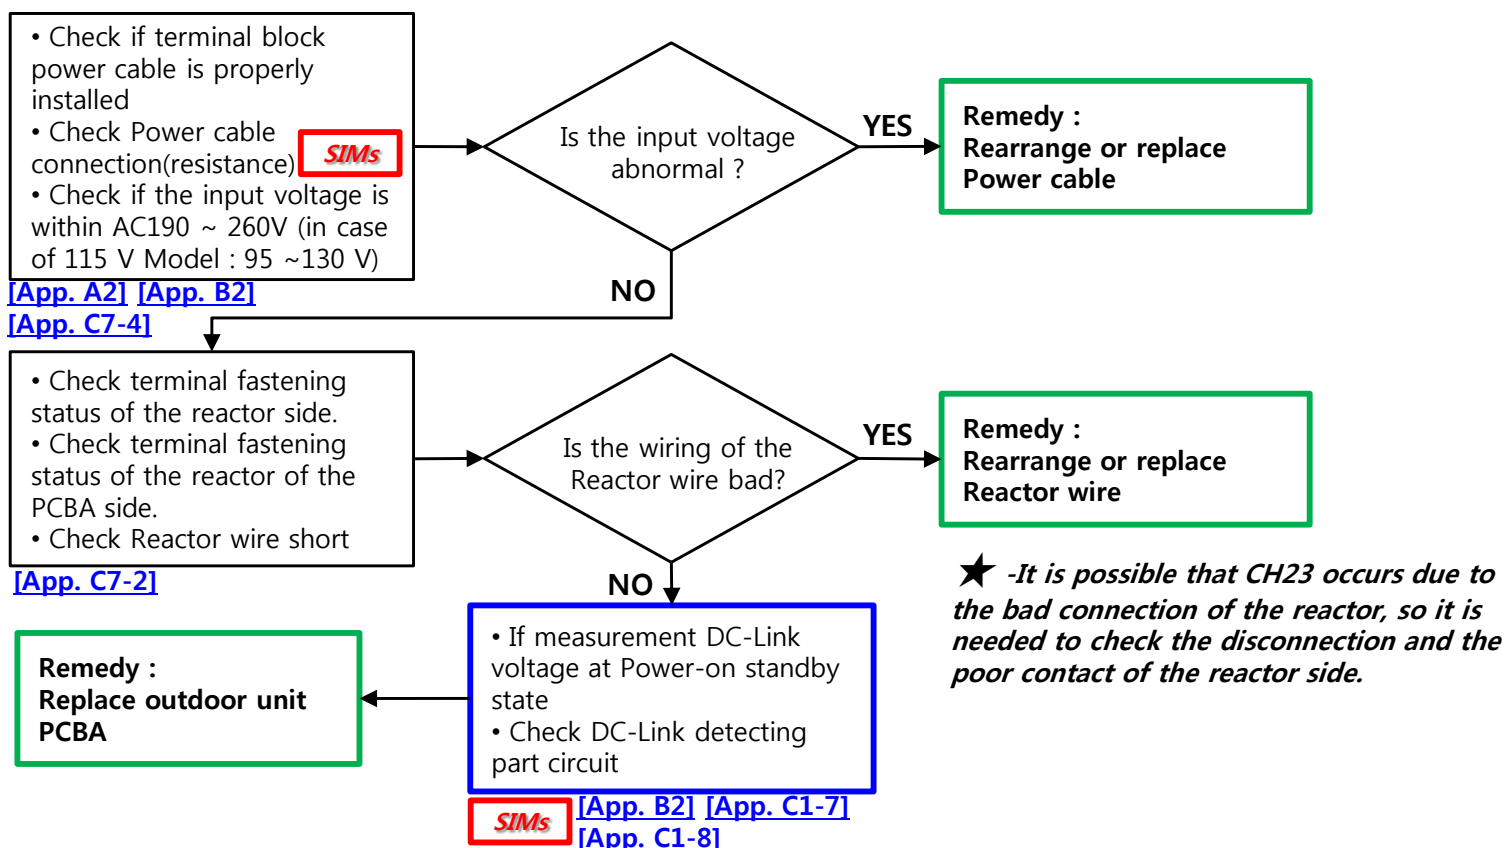 • Check if terminal block
power cable is properly
installed
• Check Power cable
connection(resistance)
SIMs
• Check if the input voltage is
within AC190 ~ 260V (in case
of 115 V Model : 95 ~130 V)
[App. A2] [App. B2]
[App. C7-4]
Is the input voltage
abnormal ?
YES
Remedy :
Rearrange or replace
Power cable
NO
• Check terminal fastening
status of the reactor side.
• Check terminal fastening
status of the reactor of the
PCBA side.
• Check Reactor wire short
[App. C7-2]
Is the wiring of the
Reactor wire bad?
YES
Remedy :
Rearrange or replace
Reactor wire
NO
★ -It is possible that CH23 occurs due to
the bad connection of the reactor, so it is
needed to check the disconnection and the
poor contact of the reactor side.
• If measurement DC-Link
voltage at Power-on standby
state
• Check DC-Link detecting
part circuit
SIMs
[App. B2] [App. C1-7]
[App. C1-8]
Remedy :
Replace outdoor unit
PCBA